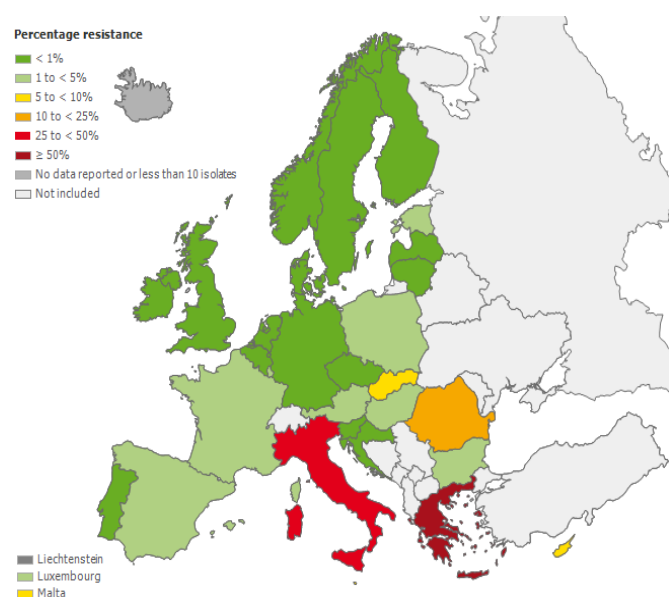 Percentage resistance
< 1%
1 to < 5%
5 to < 10%
10 to < 25%
25 to < 50%
≥ 50%
No data reported or less than 10 isolates
Not included
Liechtenstein
Luxembourg
Malta